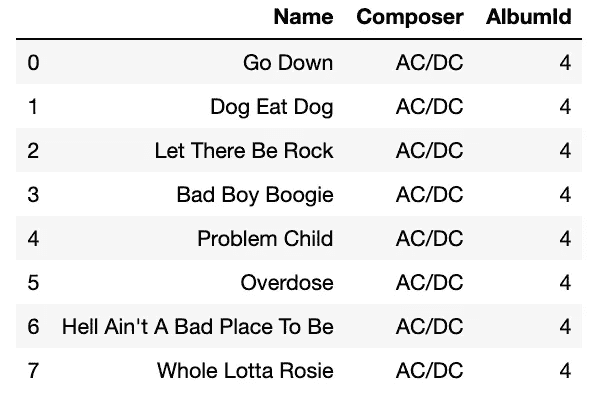 Name Composer AlbumId
0 Go Down AC/DC 4
1 Dog Eat Dog AC/DC 4
2 Let There Be Rock AC/DC 4
3 Bad Boy Boogie AC/DC 4
4 Problem Child AC/DC 4
5 Overdose AC/DC 4
6 Hell Ain't A Bad Place To Be AC/DC 4
7 Whole Lotta Rosie AC/DC 4